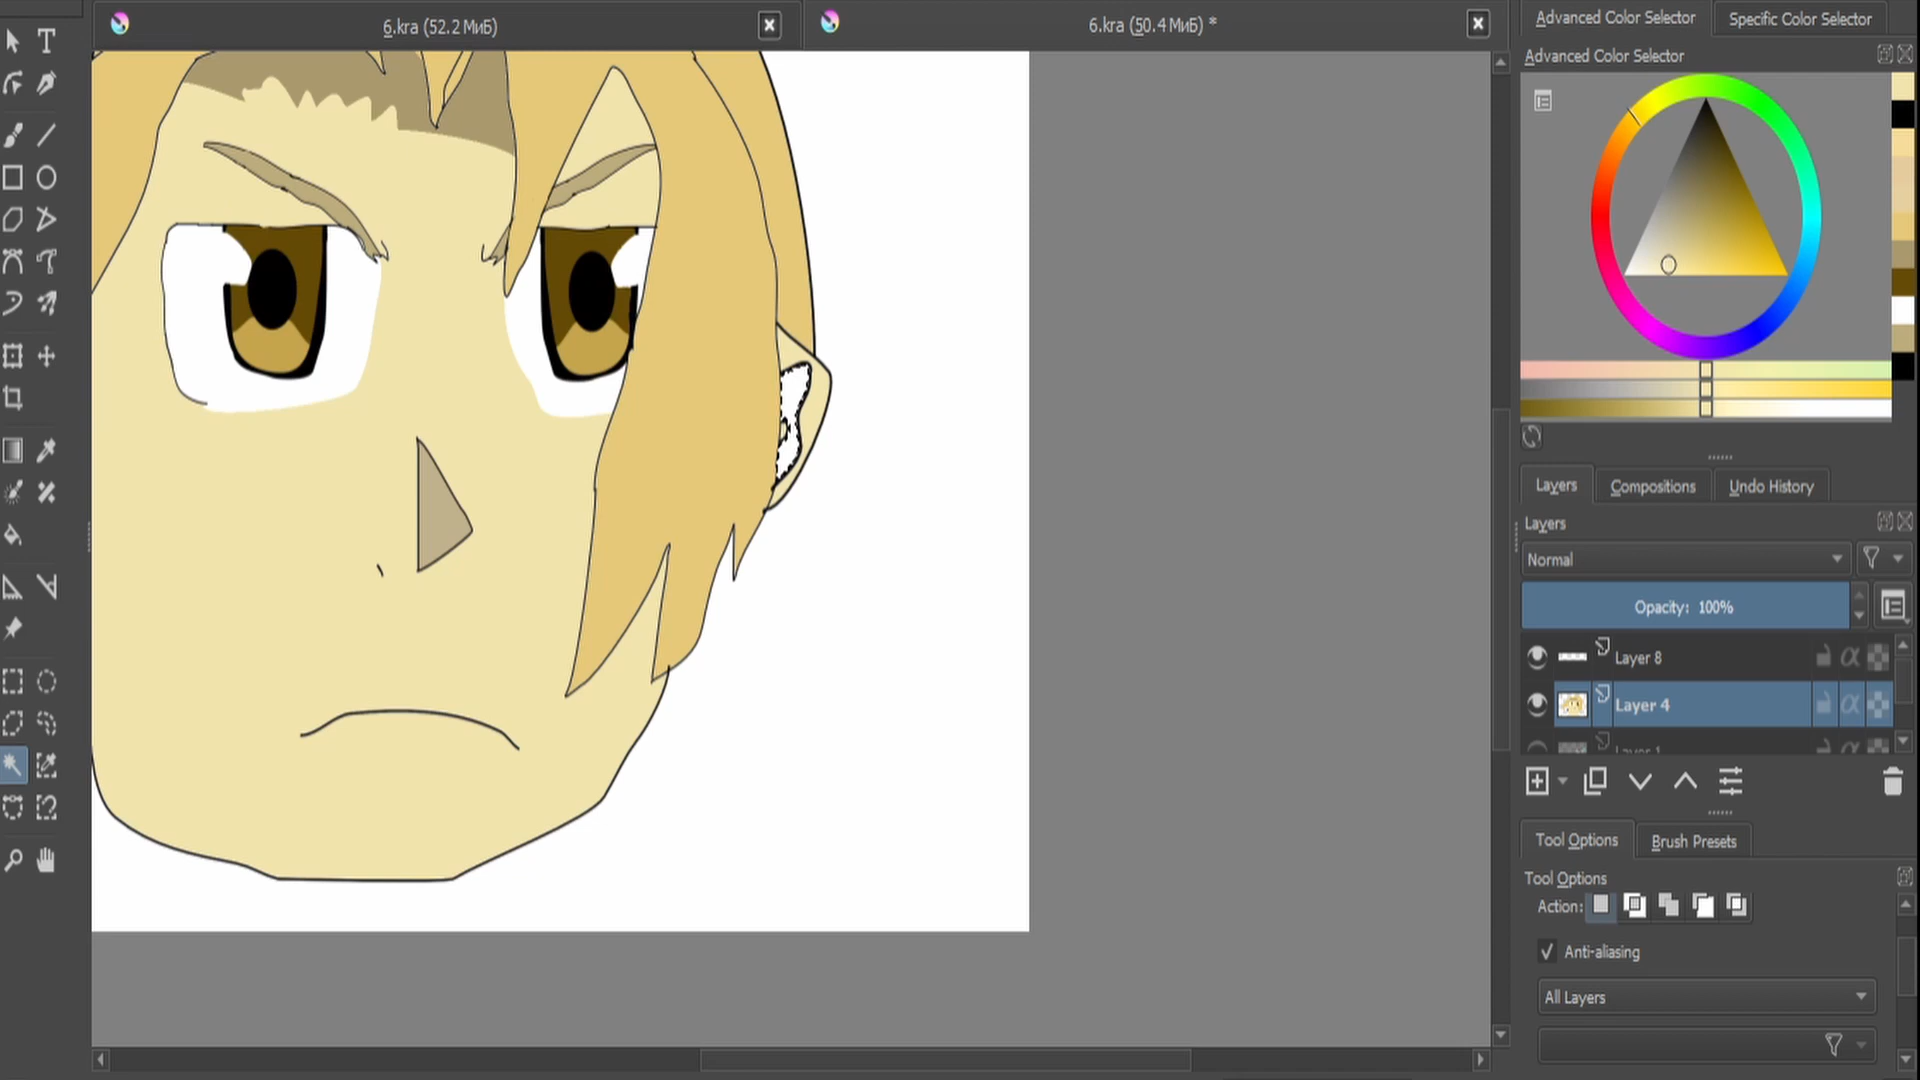 6.kra (52.2 МиБ)
6.kra (50.4 МиБ) *
Advanced Color Selector
Specific Color Selector
Advanced Color Selector
Layers
Compositions
Undo History
Layers
Normal
Opacity: 100%
Layer 8
Layer 4
Layer 1
Tool Options
Brush Presets
Tool Options
Action:
Anti-aliasing
All Layers